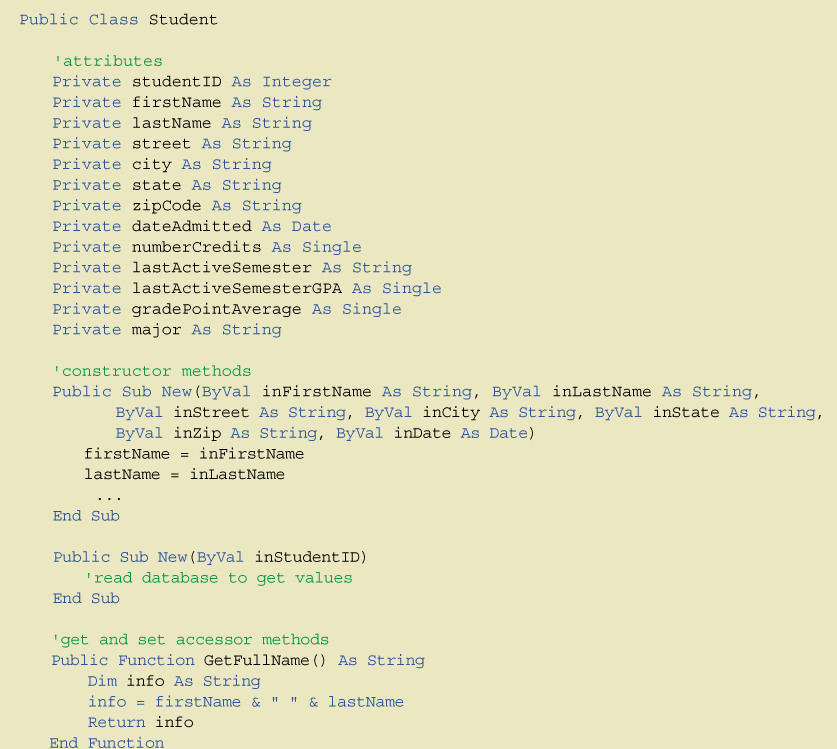 Public Class Student
'attributes
Private studentID As Integer
Private firstName As String
Private lastName As String
Private street As String
Private city As String
Private state As String
Private zipCode As String
Private dateAdmitted As Date
Private numberCredits As Single
Private lastActiveSemester As String
Private lastActiveSemesterGPA As Single
Private gradePointAverage As Single
Private major As String
'constructor methods
Public Sub New(ByVal inFirstName As String, ByVal inLastName As String,
ByVal inStreet As String, ByVal inCity As String, ByVal inState As String,
ByVal inZip As String, ByVal inDate As Date)
firstName = inFirstName
lastName = inLastName
...
End Sub
Public Sub New(ByVal inStudentID)
'read database to get values
End Sub
'get and set accessor methods
Public Function GetFullName() As String
Dim info As String
info = firstName & " " & lastName
Return info
End Function